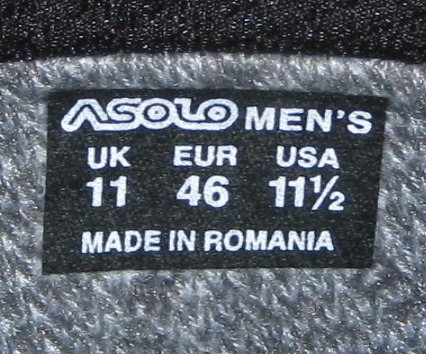 ASOLO MEN'S
UK EUR USA
11 46 11½
MADE IN ROMANIA